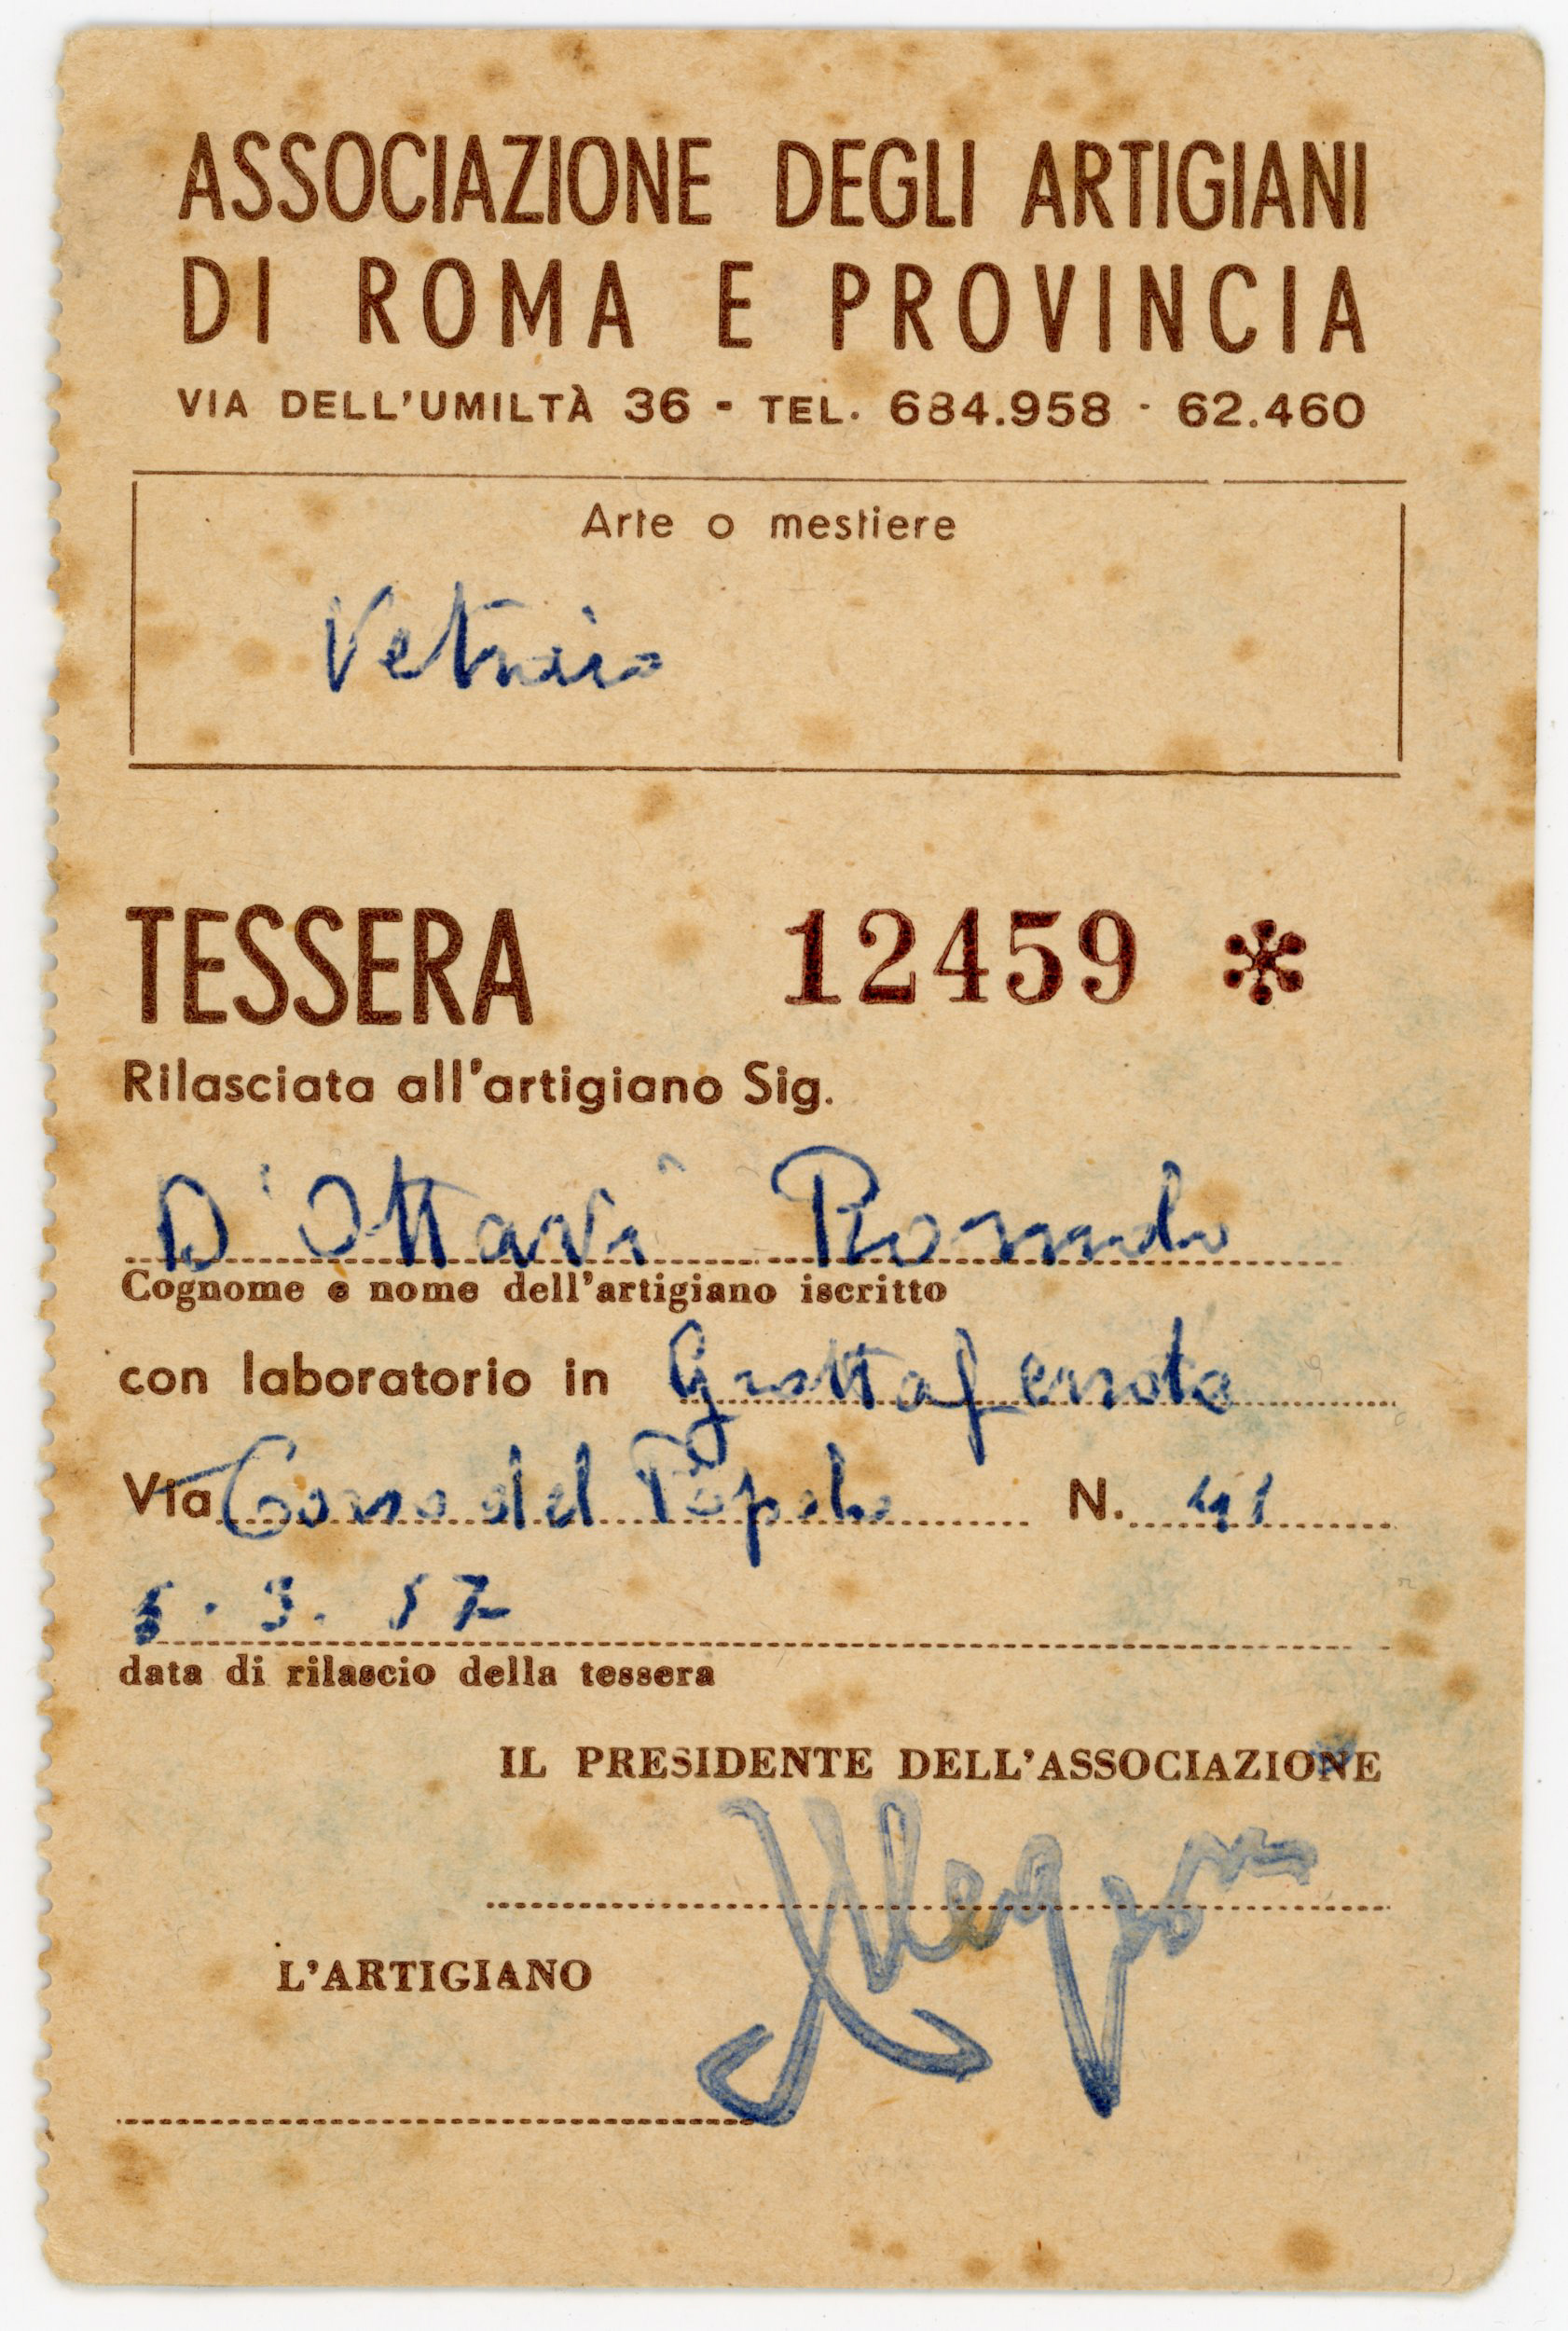 ASSOCIAZIONE DEGLI ARTIGIANI
DI ROMA E PROVINCIA
VIA DELL'UMILTÀ 36 - TEL. 684.958 - 62.460
Arte o mestiere
Vetraio
TESSERA 12459 *
Rilasciata all'artigiano Sig.
D'Ottavi Romolo
Cognome e nome dell'artigiano iscritto
con laboratorio in Grottaferrata
Via Corso del Popolo N. 41
5.3.57
data di rilascio della tessera
IL PRESIDENTE DELL'ASSOCIAZIONE
L'ARTIGIANO